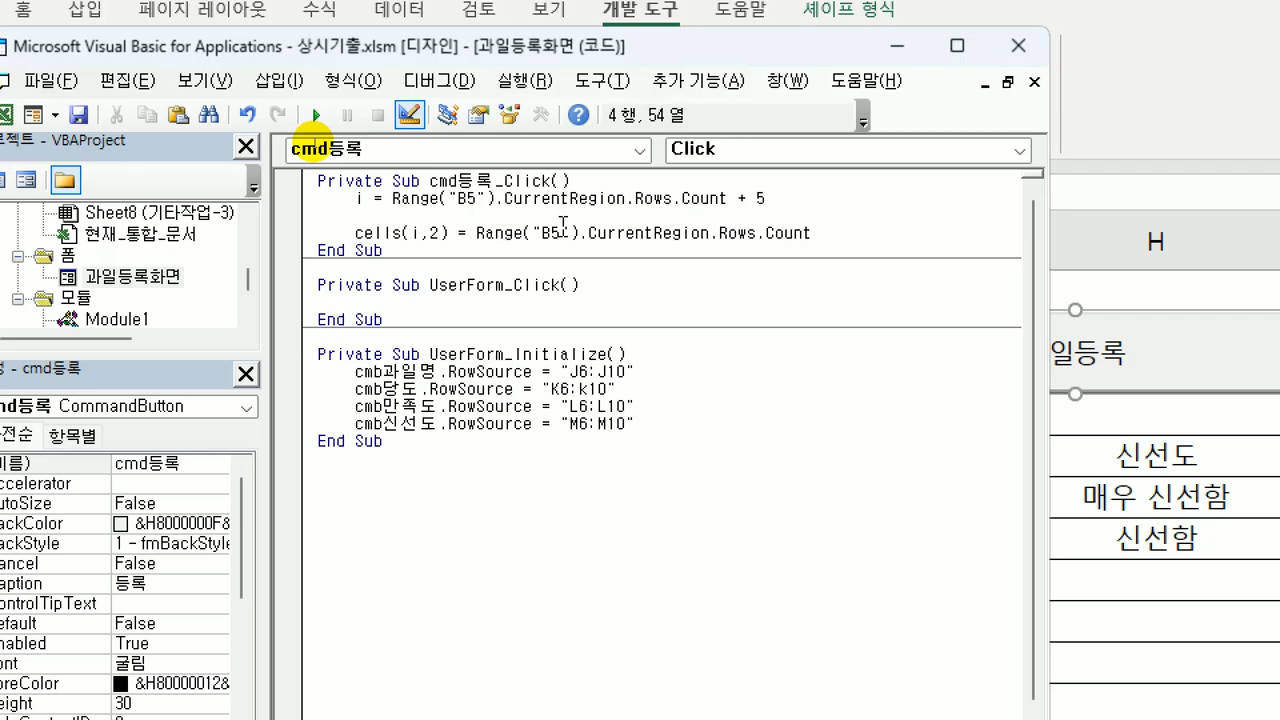 홈 삽입 페이지 레이아웃 수식 데이터 검토 보기 개발 도구 도움말 셰이프 형식
Microsoft Visual Basic for Applications - 상시기출.xlsm [디자인] - [과일등록화면 (코드)]
파일(F) 편집(E) 보기(V) 삽입(I) 형식(O) 디버그(D) 실행(R) 도구(T) 추가 기능(A) 창(W) 도움말(H)
4 행, 54 열
로젝트 - VBAProject
cmd등록 Click
Private Sub cmd등록_Click()
i = Range("B5").CurrentRegion.Rows.Count + 5
cells(i,2) = Range("B5").CurrentRegion.Rows.Count
End Sub
Private Sub UserForm_Click()
End Sub
Private Sub UserForm_Initialize()
cmb과일명.RowSource = "J6:J10"
cmb당도.RowSource = "K6:k10"
cmb만족도.RowSource = "L6:L10"
cmb신선도.RowSource = "M6:M10"
End Sub
Sheet8 (기타작업-3)
현재_통합_문서
폼
과일등록화면
모듈
Module1
성 - cmd등록
md등록 CommandButton
전순 항목별
이름) cmd등록
ccelerator
utoSize False
ackColor &H8000000F&
ackStyle 1 - fmBackStyle
ancel False
aption 등록
ontrolTipText
efault False
nabled True
ont 굴림
oreColor &H80000012&
eight 30
H
일등록
신선도
매우 신선함
신선함